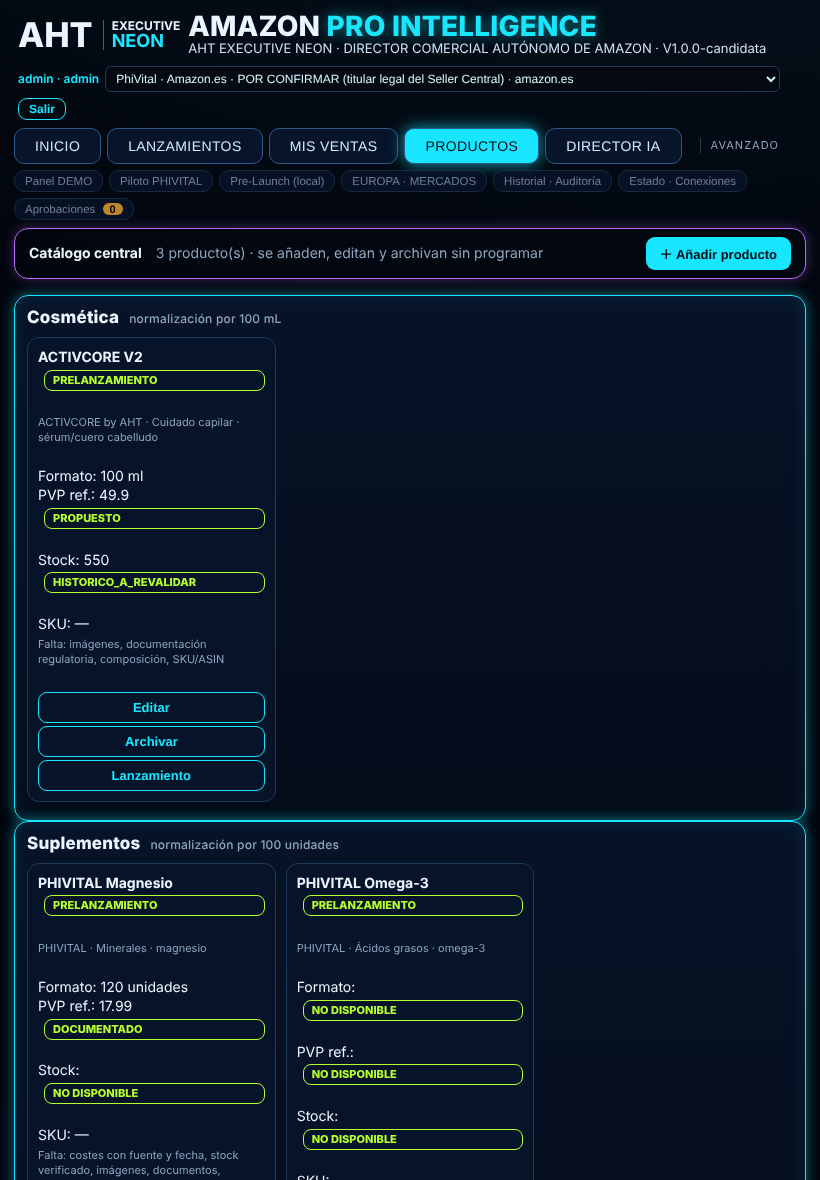 AHT
EXECUTIVE
NEON
AMAZON PRO INTELLIGENCE
AHT EXECUTIVE NEON · DIRECTOR COMERCIAL AUTÓNOMO DE AMAZON · V1.0.0-candidata
admin · admin
PhiVital · Amazon.es · POR CONFIRMAR (titular legal del Seller Central) · amazon.es
Salir
INICIO
LANZAMIENTOS
MIS VENTAS
PRODUCTOS
DIRECTOR IA
AVANZADO
Panel DEMO
Piloto PHIVITAL
Pre-Launch (local)
EUROPA · MERCADOS
Historial · Auditoría
Estado · Conexiones
Aprobaciones 0
Catálogo central 3 producto(s) · se añaden, editan y archivan sin programar
＋ Añadir producto
Cosmética normalización por 100 mL
ACTIVCORE V2
PRELANZAMIENTO
ACTIVCORE by AHT · Cuidado capilar ·
sérum/cuero cabelludo
Formato: 100 ml
PVP ref.: 49.9
PROPUESTO
Stock: 550
HISTORICO_A_REVALIDAR
SKU: —
Falta: imágenes, documentación
regulatoria, composición, SKU/ASIN
Editar
Archivar
Lanzamiento
Suplementos normalización por 100 unidades
PHIVITAL Magnesio
PRELANZAMIENTO
PHIVITAL · Minerales · magnesio
Formato: 120 unidades
PVP ref.: 17.99
DOCUMENTADO
Stock:
NO DISPONIBLE
SKU: —
Falta: costes con fuente y fecha, stock
verificado, imágenes, documentos,
PHIVITAL Omega-3
PRELANZAMIENTO
PHIVITAL · Ácidos grasos · omega-3
Formato:
NO DISPONIBLE
PVP ref.:
NO DISPONIBLE
Stock:
NO DISPONIBLE
SKU: